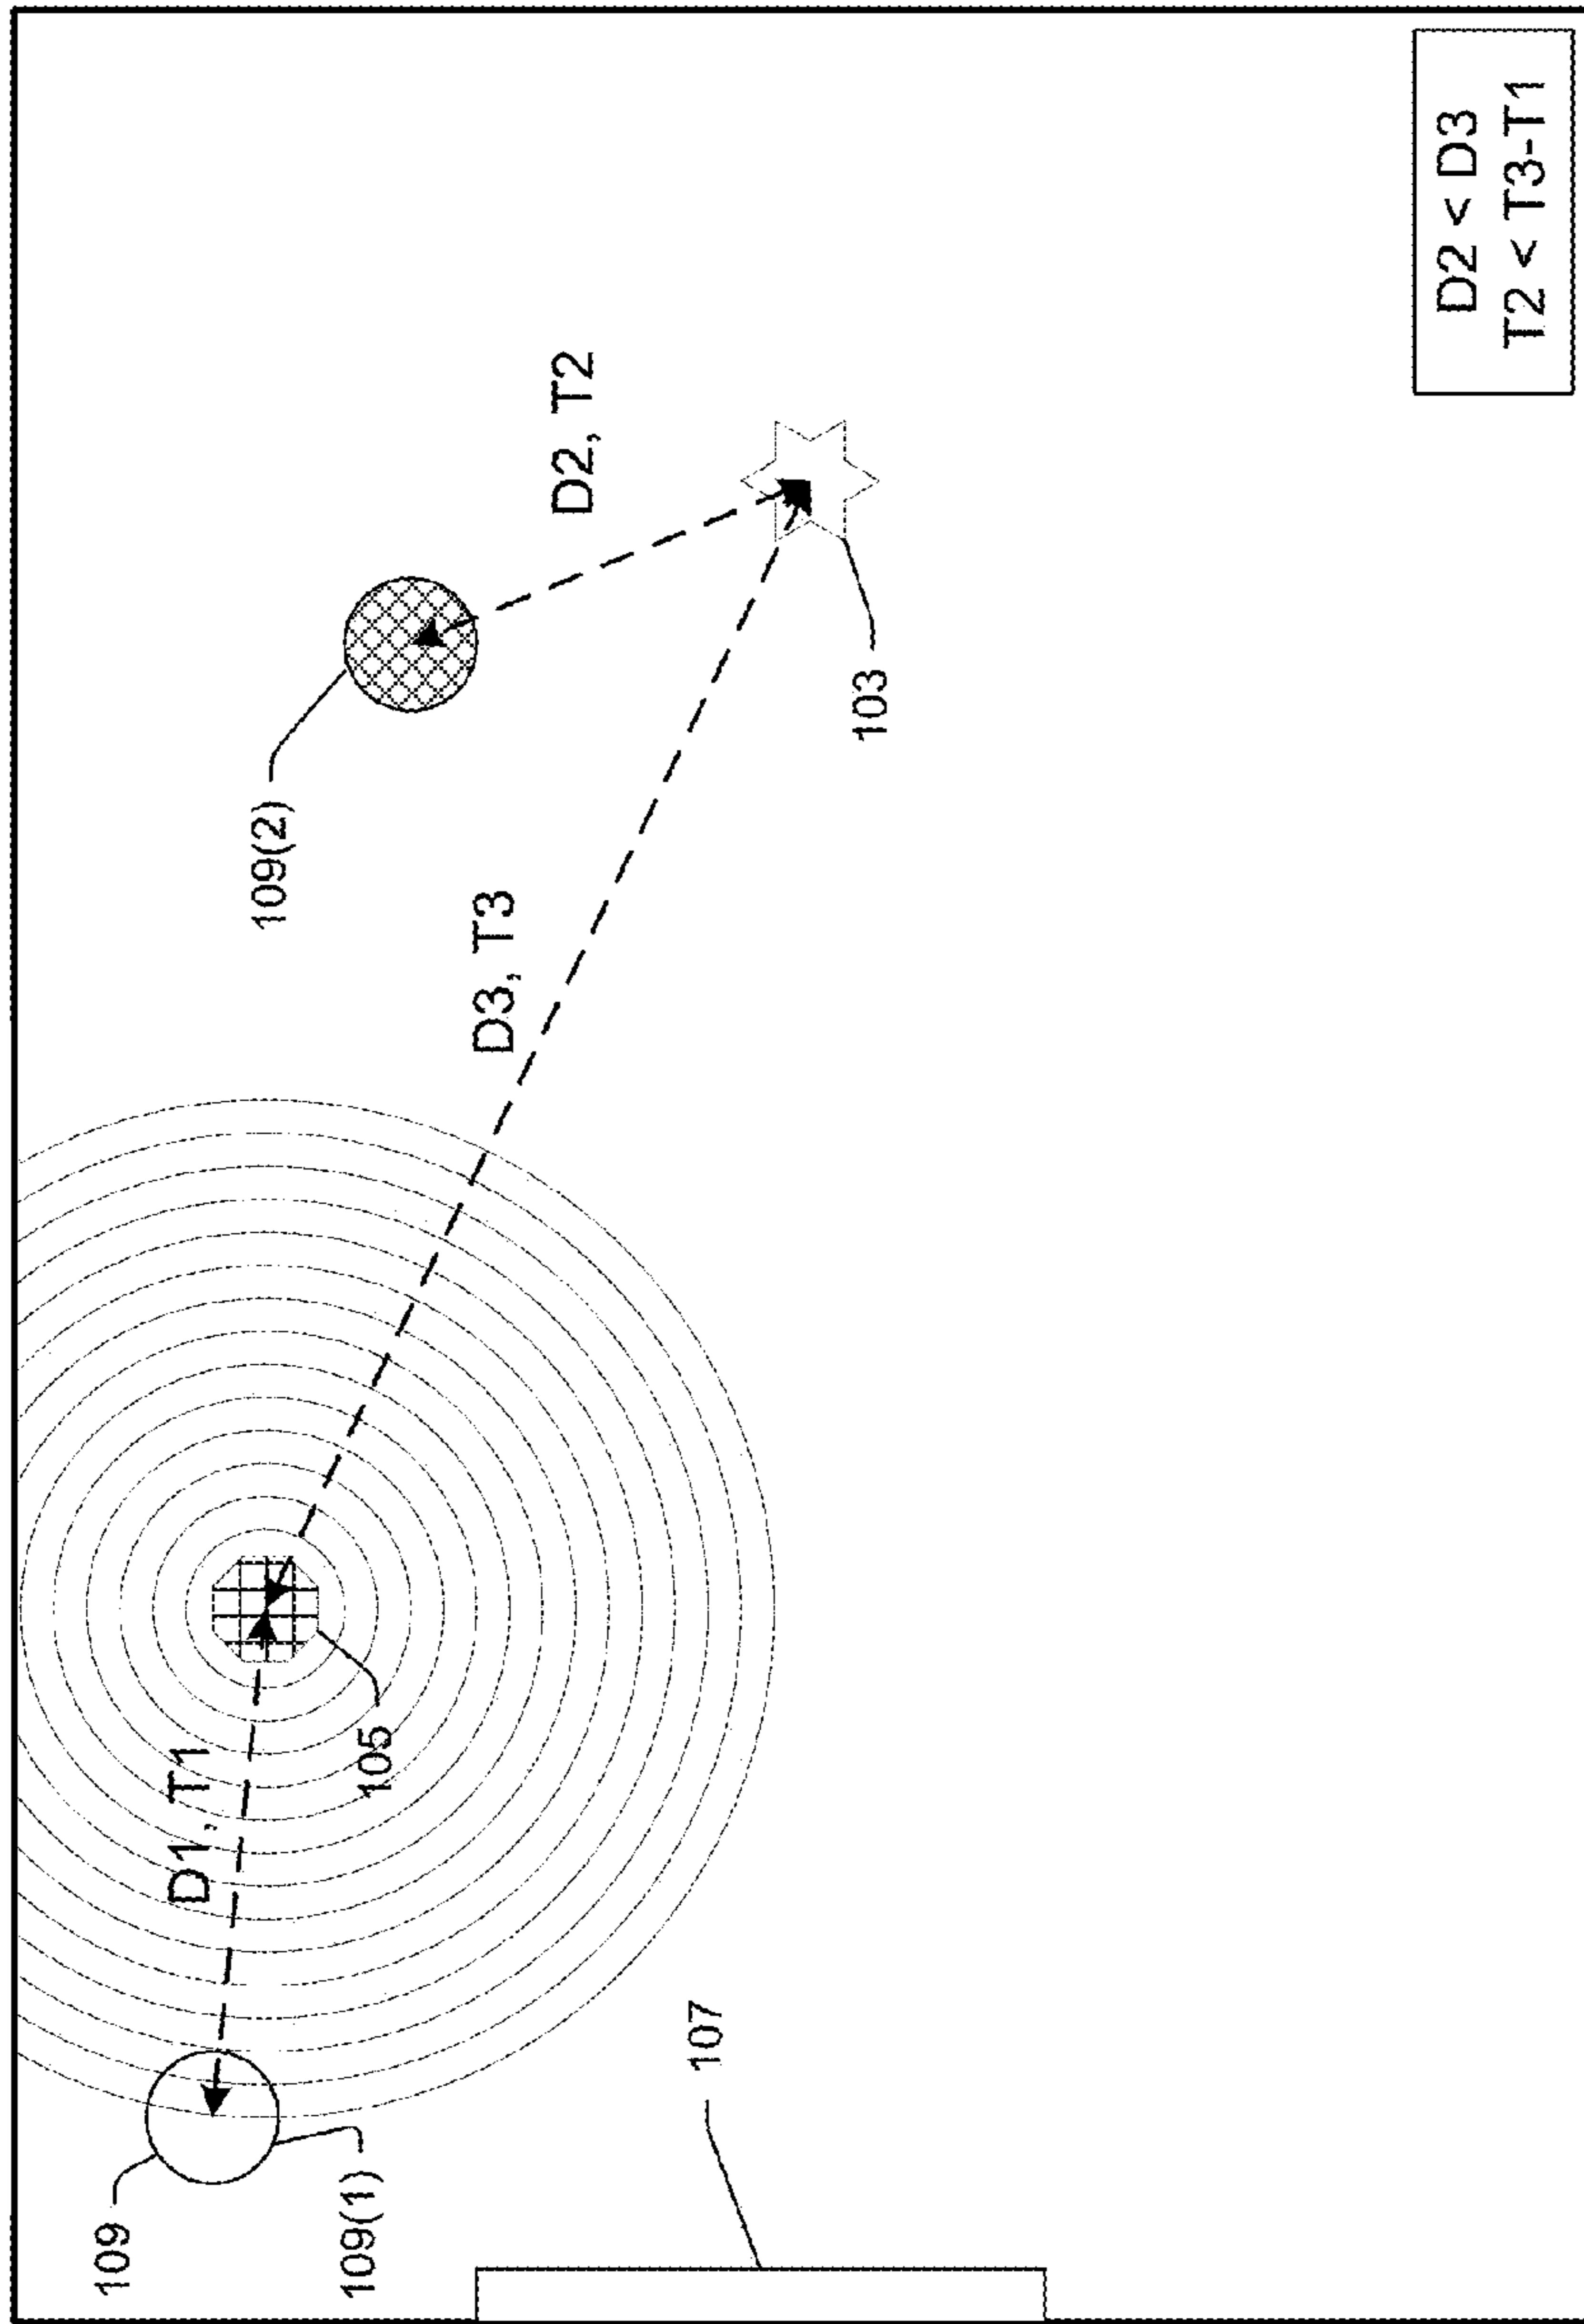 109
109(1)
D1, T1
105
107
D3, T3
109(2)
D2, T2
103
D2 < D3
T2 < T3-T1